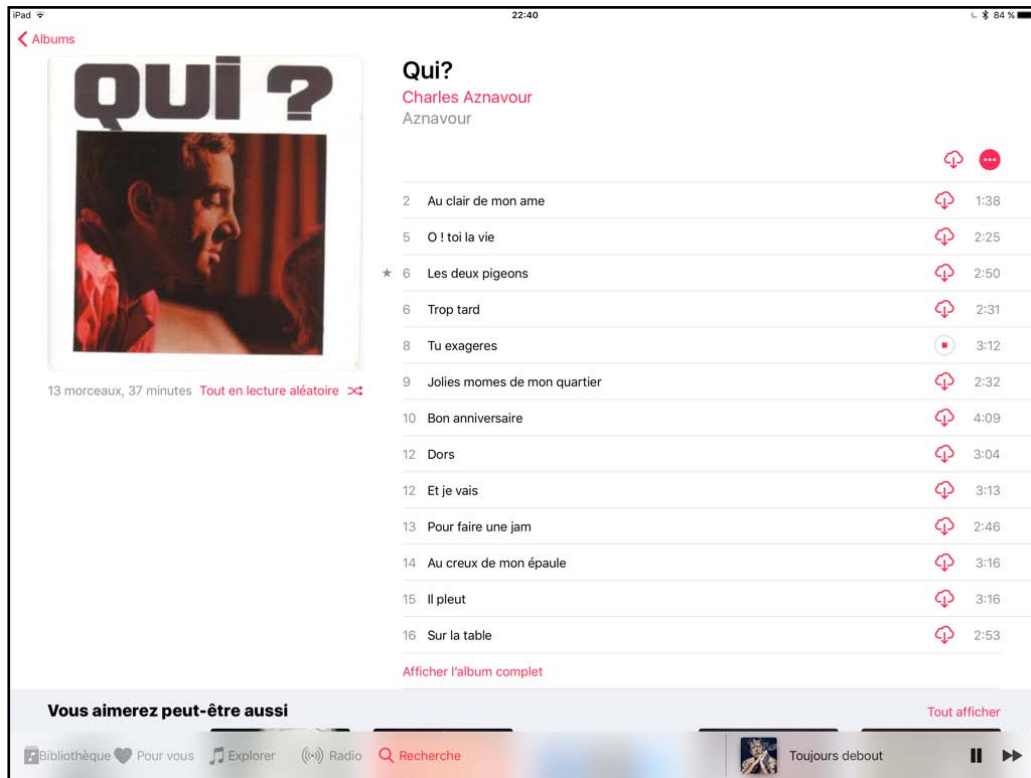 iPad 22:40 84 %
Albums
QUI ?
Qui?
Charles Aznavour
Aznavour
2 Au clair de mon ame 1:38
5 O ! toi la vie 2:25
★ 6 Les deux pigeons 2:50
6 Trop tard 2:31
8 Tu exageres 3:12
13 morceaux, 37 minutes Tout en lecture aléatoire
9 Jolies momes de mon quartier 2:32
10 Bon anniversaire 4:09
12 Dors 3:04
12 Et je vais 3:13
13 Pour faire une jam 2:46
14 Au creux de mon épaule 3:16
15 Il pleut 3:16
16 Sur la table 2:53
Afficher l'album complet
Vous aimerez peut-être aussi Tout afficher
Bibliothèque Pour vous Explorer Radio Recherche Toujours debout